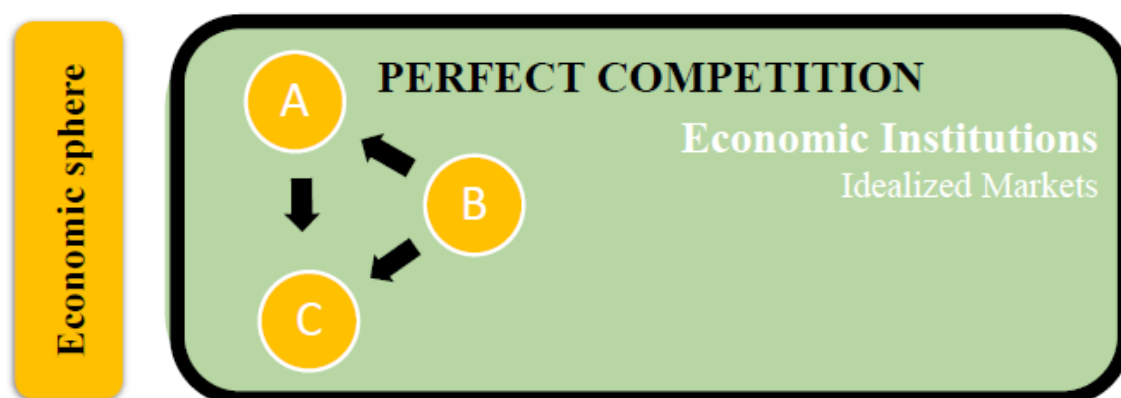 Economic sphere
PERFECT COMPETITION
A
Economic Institutions
Idealized Markets
B
C